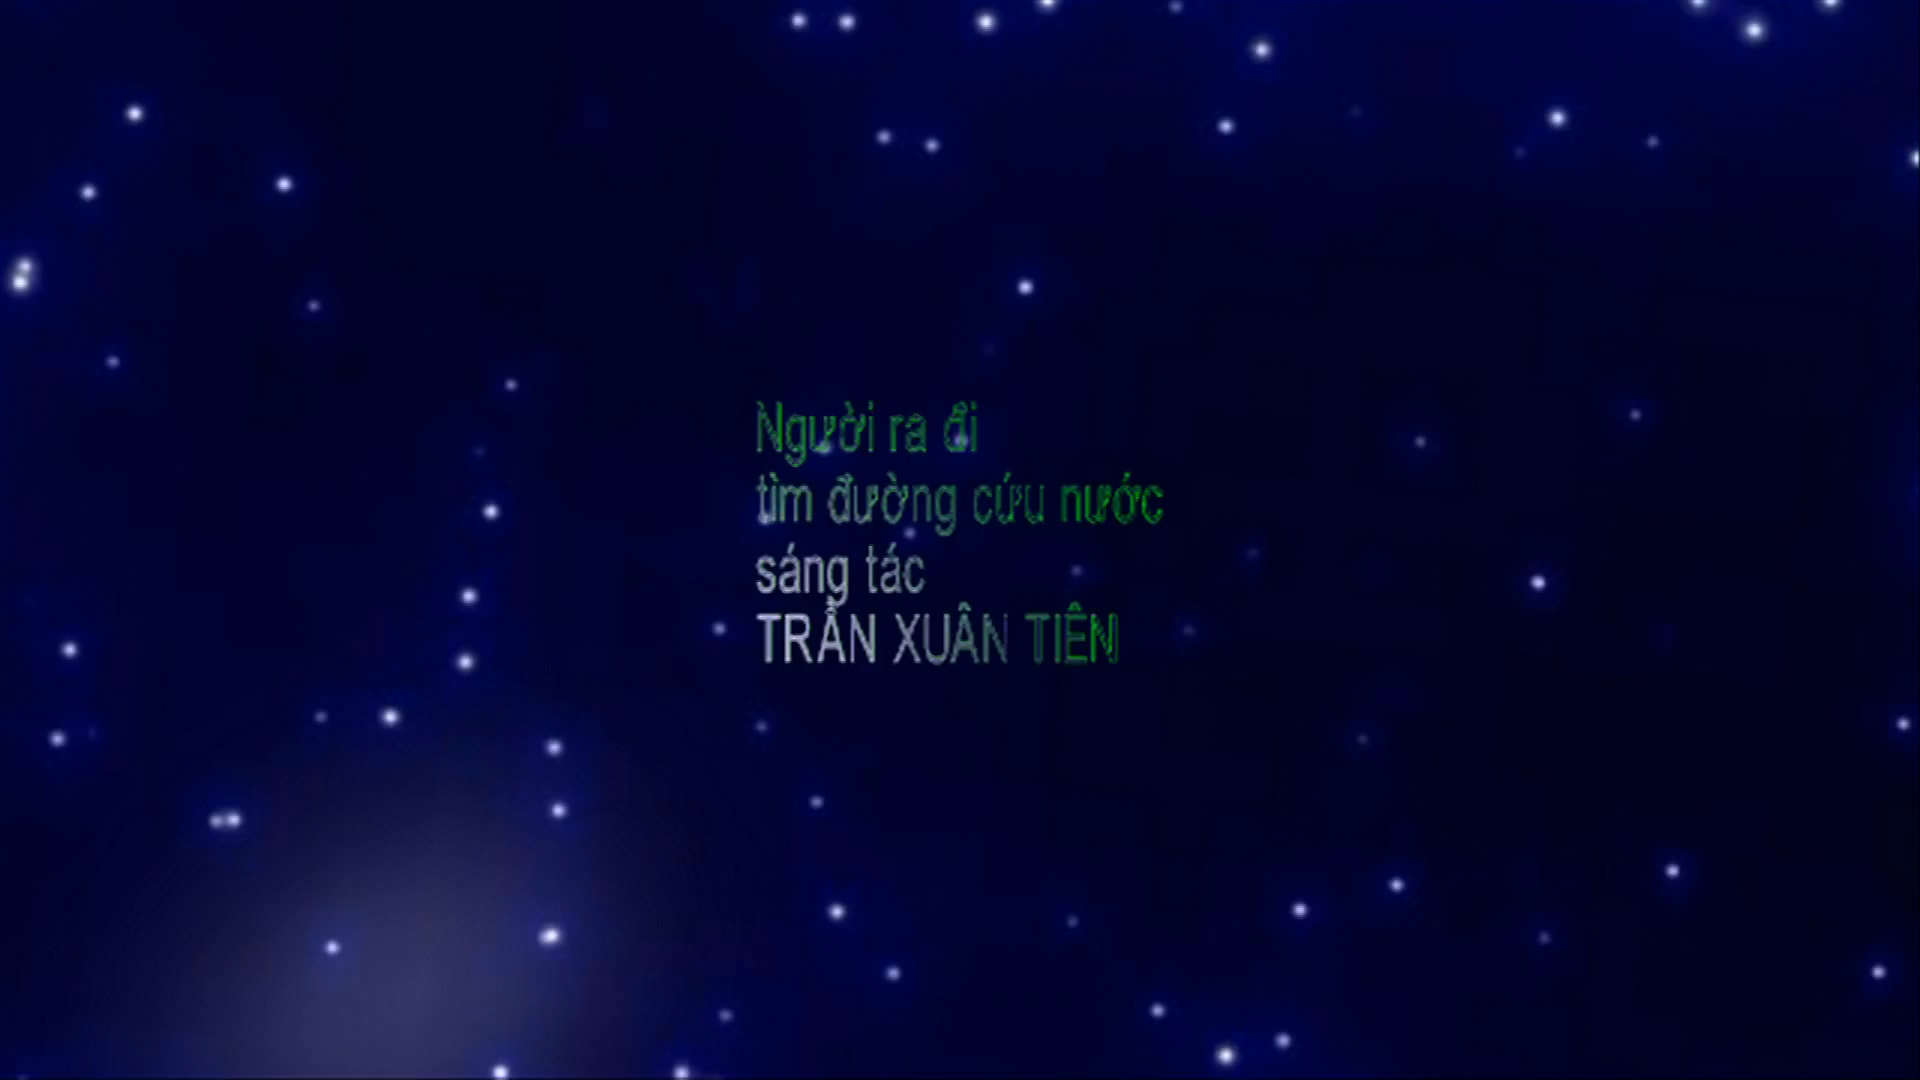 Người ra đi
tìm đường cứu nước
sáng tác
TRẦN XUÂN TIÊN